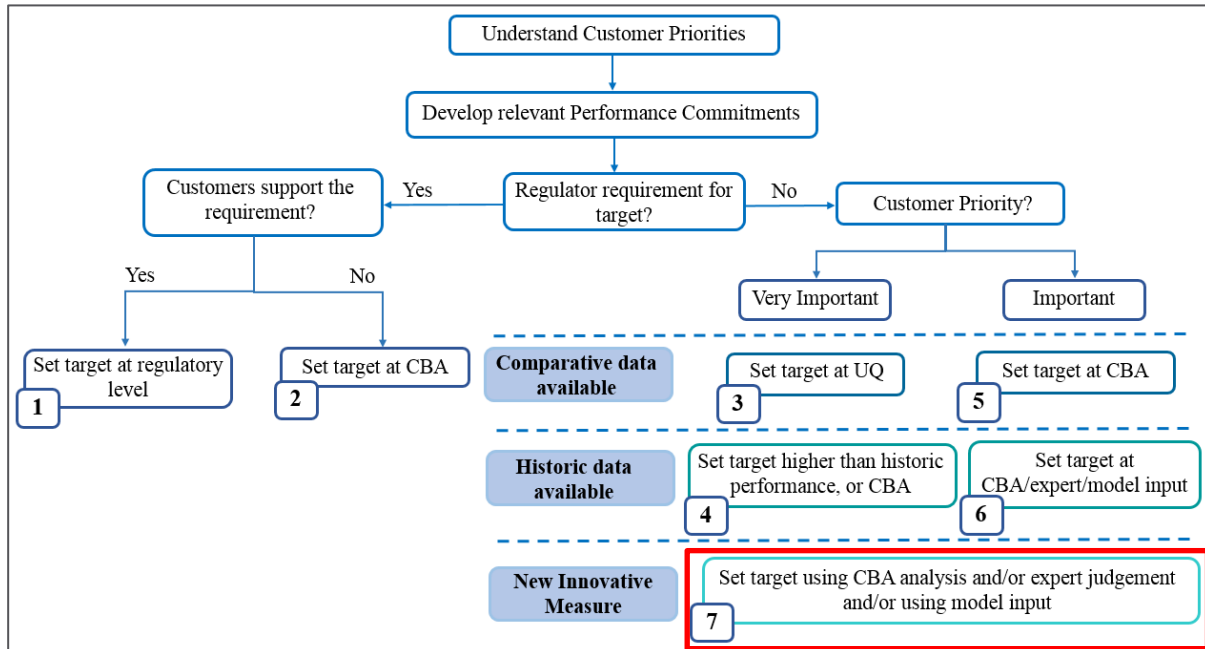 Understand Customer Priorities
Develop relevant Performance Commitments
Customers support the
requirement?
Yes
Regulator requirement for
target?
No
Customer Priority?
Yes
No
Very Important
Important
Set target at regulatory
level
1
Set target at CBA
2
Comparative data
available
Set target at UQ
3
Set target at CBA
5
Historic data
available
Set target higher than historic
performance, or CBA
4
Set target at
CBA/expert/model input
6
New Innovative
Measure
Set target using CBA analysis and/or expert judgement
and/or using model input
7